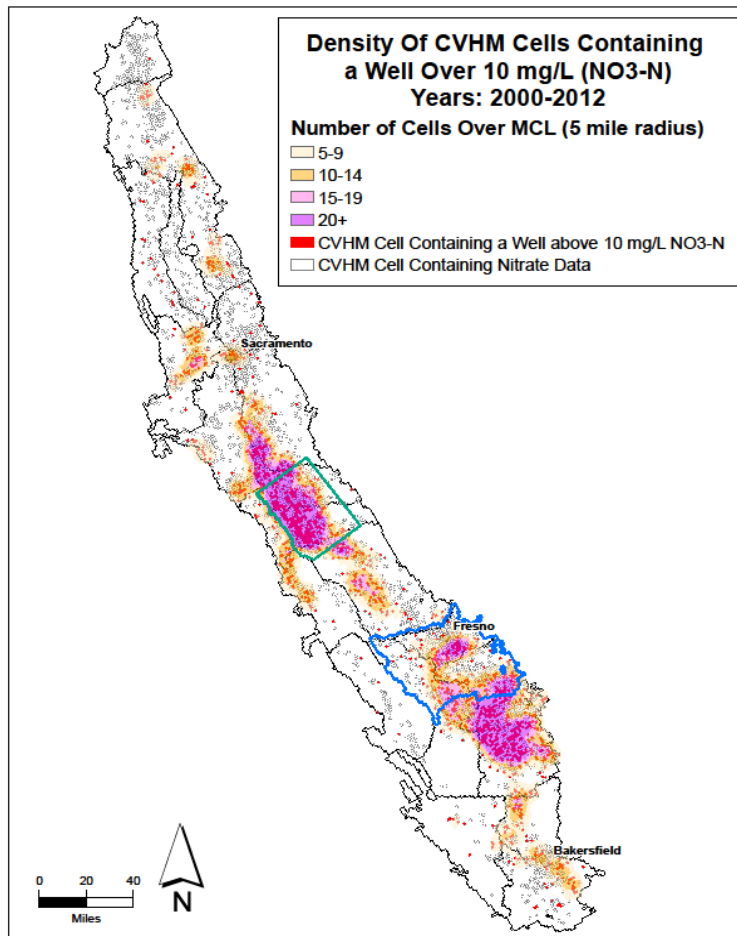 Density Of CVHM Cells Containing
a Well Over 10 mg/L (NO3-N)
Years: 2000-2012
Number of Cells Over MCL (5 mile radius)
5-9
10-14
15-19
20+
CVHM Cell Containing a Well above 10 mg/L NO3-N
CVHM Cell Containing Nitrate Data
Sacramento
Fresno
Bakersfield
0 20 40
Miles
N